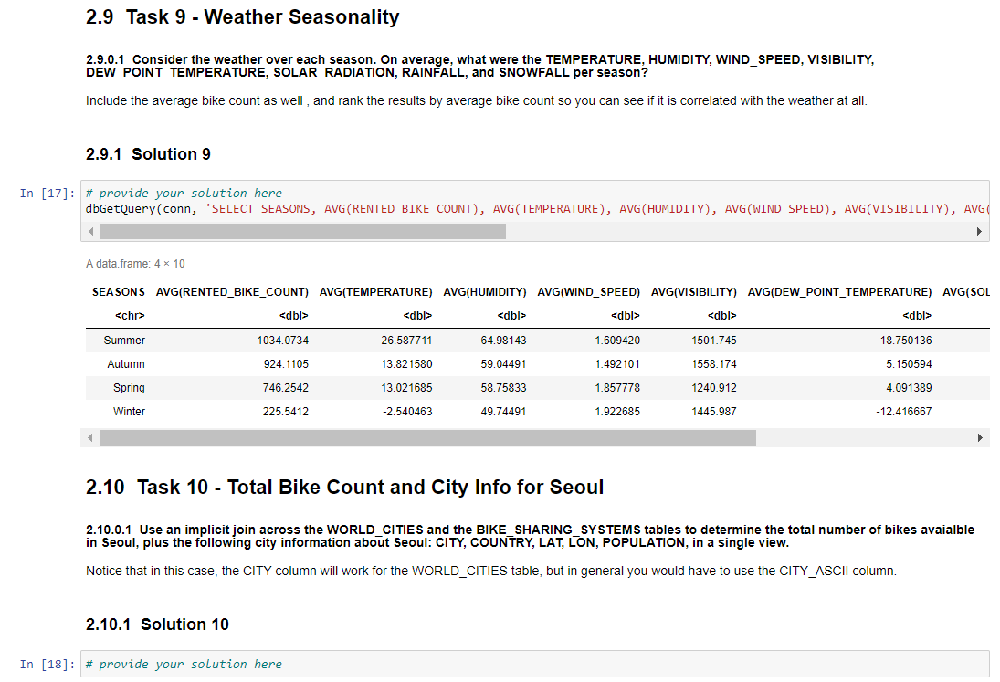 2.9 Task 9 - Weather Seasonality
2.9.0.1 Consider the weather over each season. On average, what were the TEMPERATURE, HUMIDITY, WIND_SPEED, VISIBILITY,
DEW_POINT_TEMPERATURE, SOLAR_RADIATION, RAINFALL, and SNOWFALL per season?
Include the average bike count as well , and rank the results by average bike count so you can see if it is correlated with the weather at all.
2.9.1 Solution 9
In [17]: # provide your solution here
dbGetQuery(conn, 'SELECT SEASONS, AVG(RENTED_BIKE_COUNT), AVG(TEMPERATURE), AVG(HUMIDITY), AVG(WIND_SPEED), AVG(VISIBILITY), AVG(
A data.frame: 4 × 10
SEASONS AVG(RENTED_BIKE_COUNT) AVG(TEMPERATURE) AVG(HUMIDITY) AVG(WIND_SPEED) AVG(VISIBILITY) AVG(DEW_POINT_TEMPERATURE) AVG(SOL
<chr> <dbl> <dbl> <dbl> <dbl> <dbl> <dbl>
Summer 1034.0734 26.587711 64.98143 1.609420 1501.745 18.750136
Autumn 924.1105 13.821580 59.04491 1.492101 1558.174 5.150594
Spring 746.2542 13.021685 58.75833 1.857778 1240.912 4.091389
Winter 225.5412 -2.540463 49.74491 1.922685 1445.987 -12.416667
2.10 Task 10 - Total Bike Count and City Info for Seoul
2.10.0.1 Use an implicit join across the WORLD_CITIES and the BIKE_SHARING_SYSTEMS tables to determine the total number of bikes avaialble
in Seoul, plus the following city information about Seoul: CITY, COUNTRY, LAT, LON, POPULATION, in a single view.
Notice that in this case, the CITY column will work for the WORLD_CITIES table, but in general you would have to use the CITY_ASCII column.
2.10.1 Solution 10
In [18]: # provide your solution here